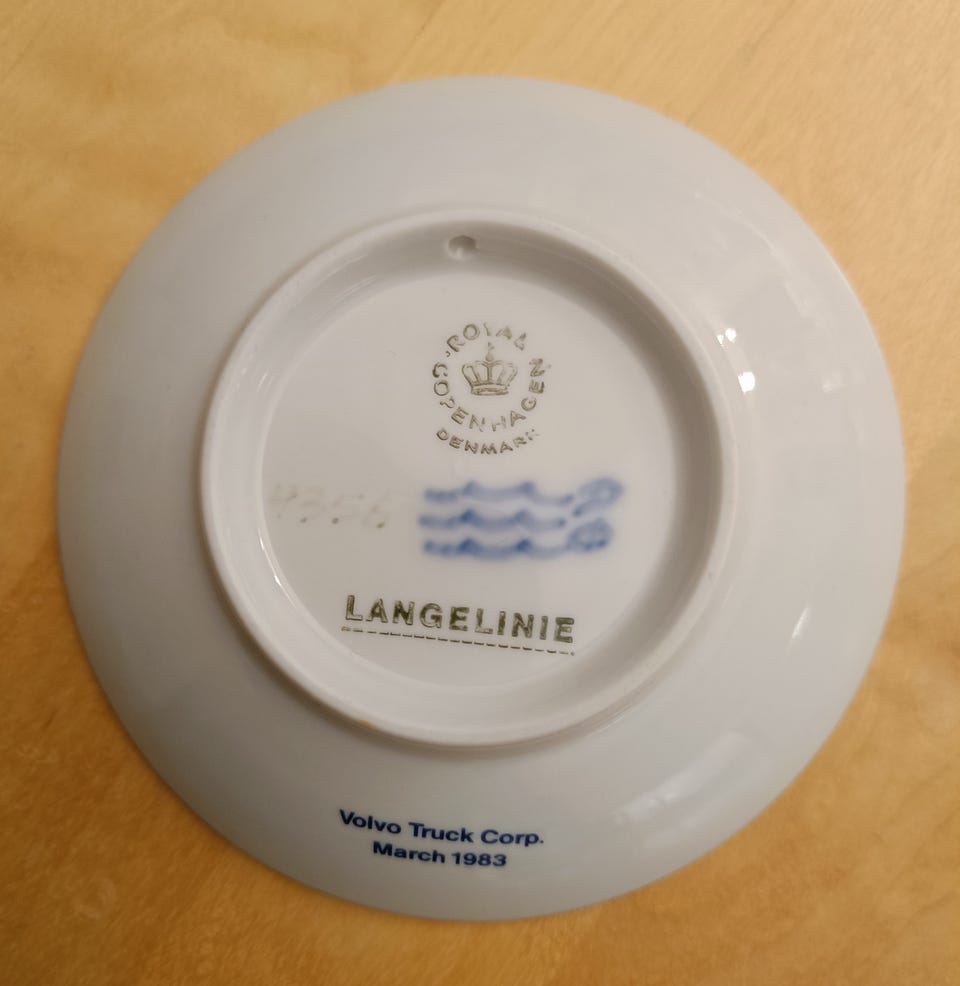 ROYAL
COPENHAGEN
DENMARK
LANGELINIE
Volvo Truck Corp.
March 1983